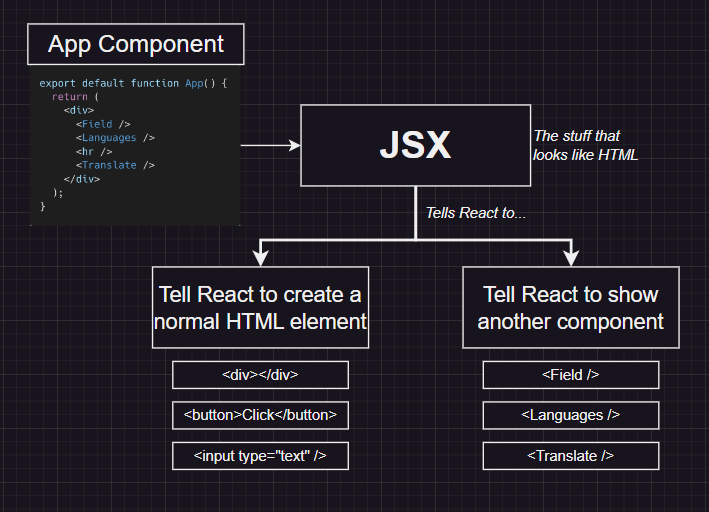 App Component
export default function App() {
return (
<div>
<Field />
<Languages />
<hr />
<Translate />
</div>
);
}
JSX
The stuff that
looks like HTML
Tells React to...
Tell React to create a
normal HTML element
<div></div>
<button>Click</button>
<input type="text" />
Tell React to show
another component
<Field />
<Languages />
<Translate />